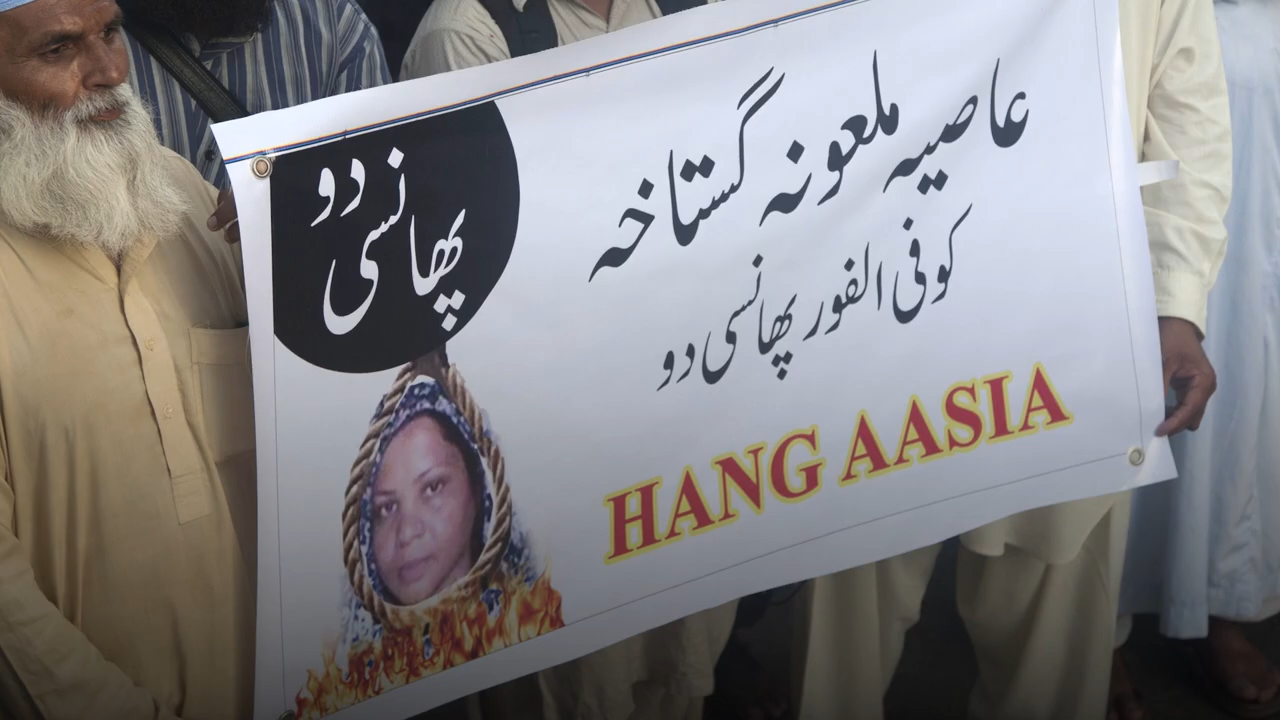 پھانسی
دو
عاصیہ ملعونہ گستاخہ
کو فی الفور پھانسی دو
HANG AASIA